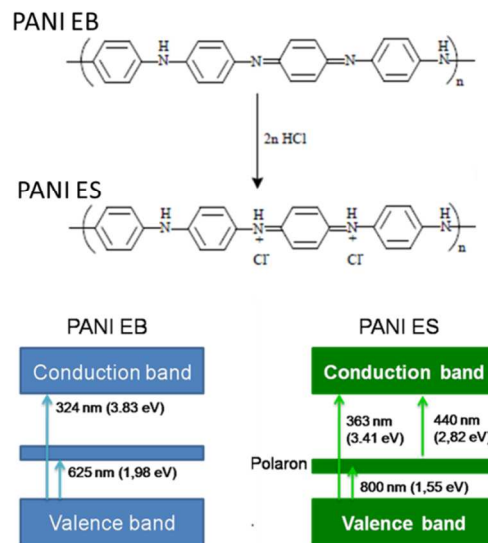 PANI EB
H
N
N
N
H
N
n
2n HCl
PANI ES
H
N
H
N
+
Cl⁻
H
N
+
Cl⁻
H
N
n
PANI EB
Conduction band
324 nm (3.83 eV)
625 nm (1,98 eV)
Valence band
PANI ES
Conduction band
363 nm
(3.41 eV)
440 nm
(2,82 eV)
Polaron
800 nm (1,55 eV)
Valence band